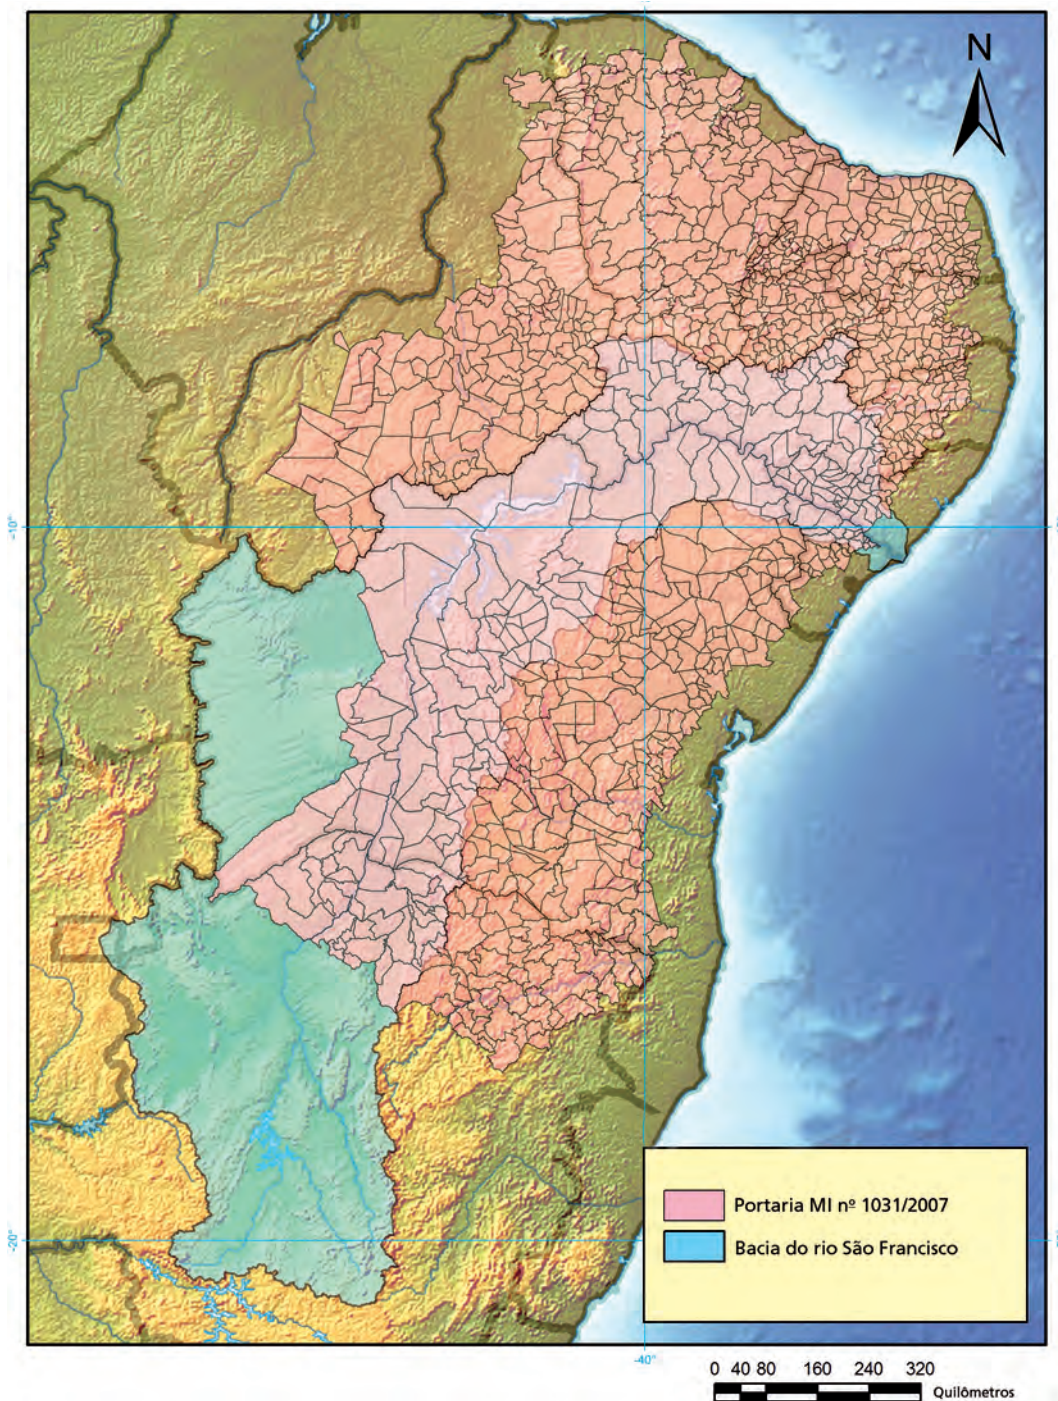 N
-10°
Portaria MI nº 1031/2007
Bacia do rio São Francisco
-20°
-40°
0 40 80 160 240 320
Quilômetros